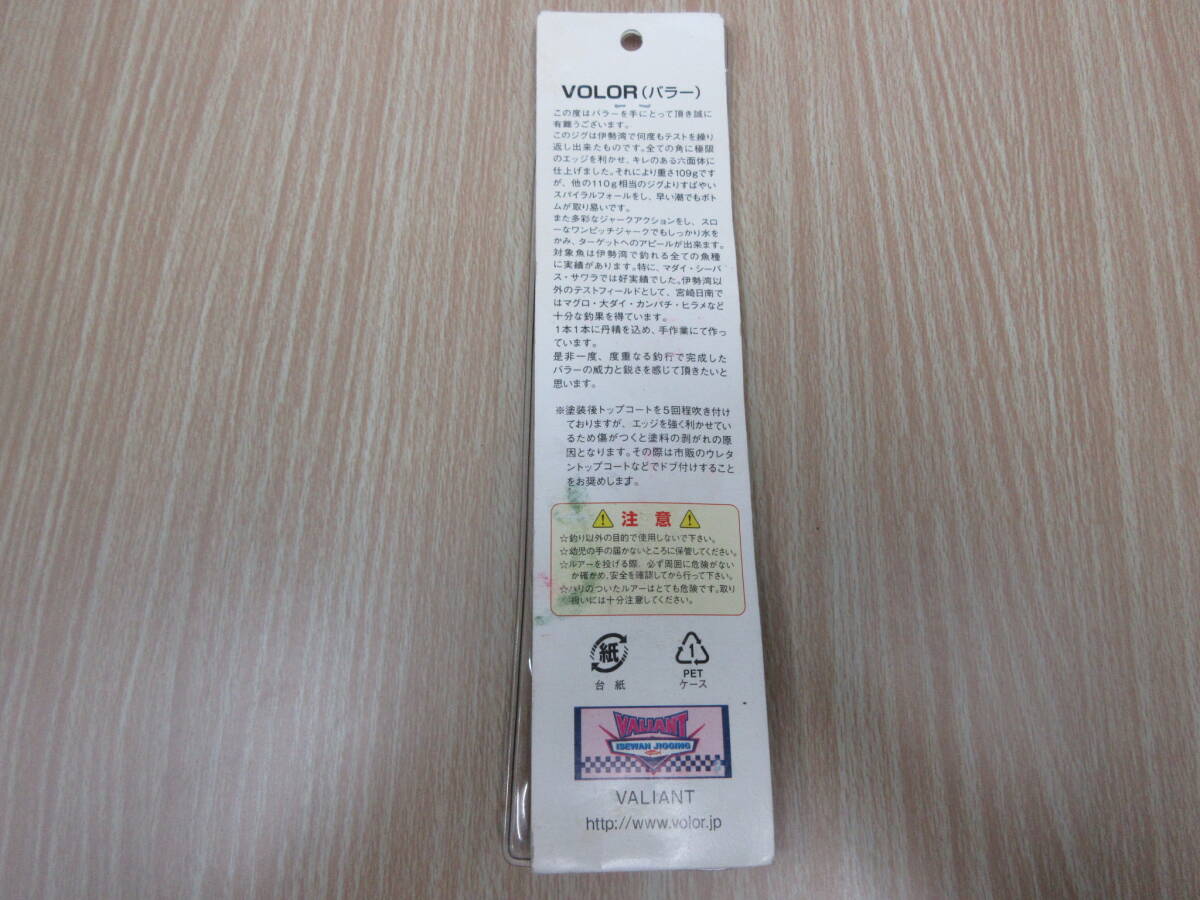 VOLOR(バラー)
この度はバラーを手にとって頂き誠に
有難うございます。
このジグは伊勢湾で何度もテストを繰り
返し出来たものです。全ての角に極限
のエッジを利かせ、キレのある六面体に
仕上げました。それにより重さ109gです
が、他の110g相当のジグよりすばやい
スパイラルフォールをし、早い潮でもボト
ムが取り易いです。
また多彩なジャークアクションをし、スロ
ーなワンピッチジャークでもしっかり水を
かみ、ターゲットへのアピールが出来ます。
対象魚は伊勢湾で釣れる全ての魚種
に実績があります。特に、マダイ・シーバ
ス・サワラでは好実績でした。伊勢湾以
外のテストフィールドとして、宮崎日南で
はマグロ・大ダイ・カンパチ・ヒラメなど
十分な釣果を得ています。
1本1本に丹積を込め、手作業にて作っ
ています。
是非一度、度重なる釣行で完成した
バラーの威力と鋭さを感じて頂きたいと
思います。
※塗装後トップコートを5回程吹き付け
ておりますが、エッジを強く利かせてい
るため傷がつくと塗料の剥がれの原
因となります。その際は市販のウレタ
ントップコートなどでドブ付けすること
をお奨めします。
注意
☆釣り以外の目的で使用しないで下さい。
☆幼児の手の届かないところに保管してください。
☆ルアーを投げる際、必ず周囲に危険がない
か確かめ、安全を確認してから行って下さい。
☆ハリのついたルアーはとても危険です。取り
扱いには十分注意してください。
紙
台紙
1
PET
ケース
VALIANT
ISEWAN JIGGING
VALIANT
http://www.volor.jp